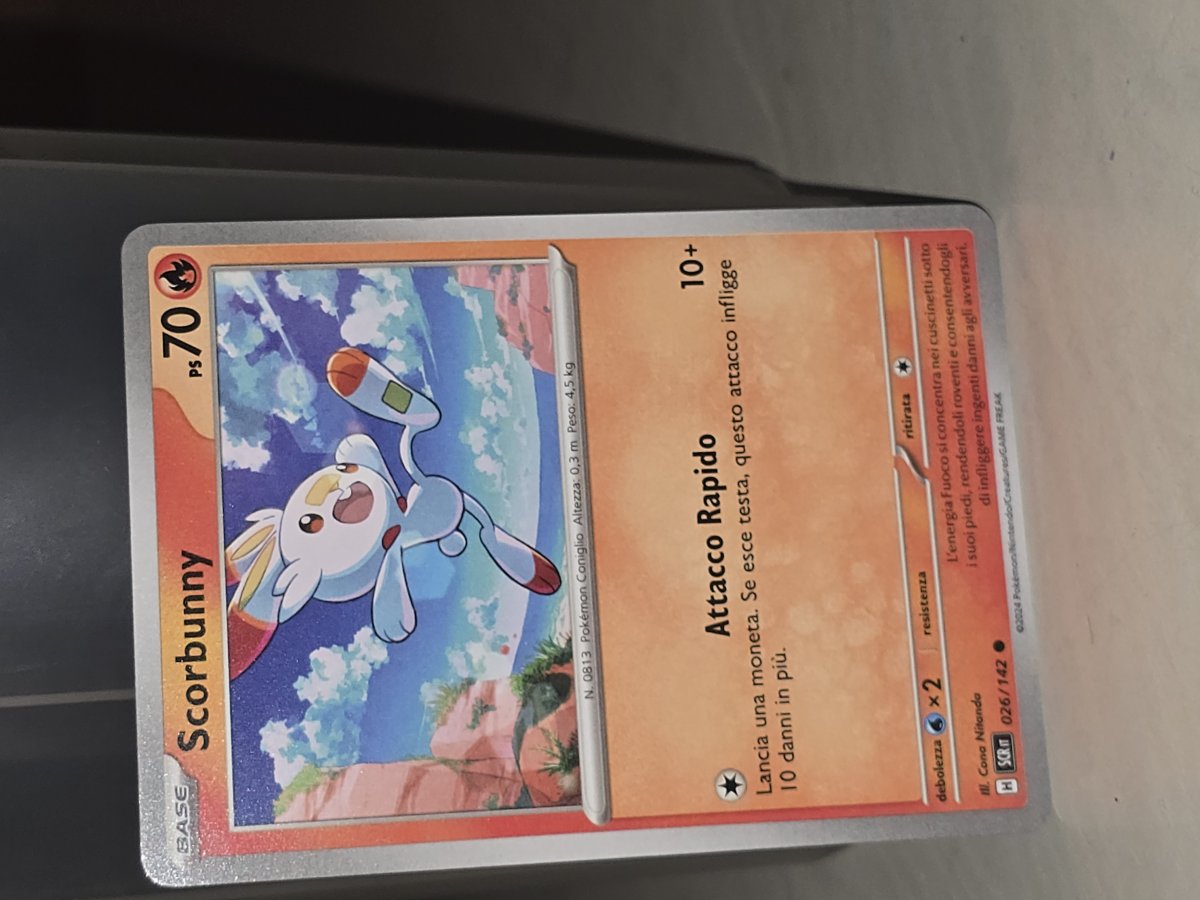 BASE
Scorbunny PS 70
N. 0813 Pokémon Coniglio Altezza: 0,3 m Peso: 4,5 kg
Attacco Rapido 10+
Lancia una moneta. Se esce testa, questo attacco infligge
10 danni in più.
debolezza ×2 resistenza ritirata
Ill. Cona Nitanda
H SCR IT 026/142
L'energia Fuoco si concentra nei cuscinetti sotto
i suoi piedi, rendendoli roventi e consentendogli
di infliggere ingenti danni agli avversari.
©2024 Pokémon/Nintendo/Creatures/GAME FREAK